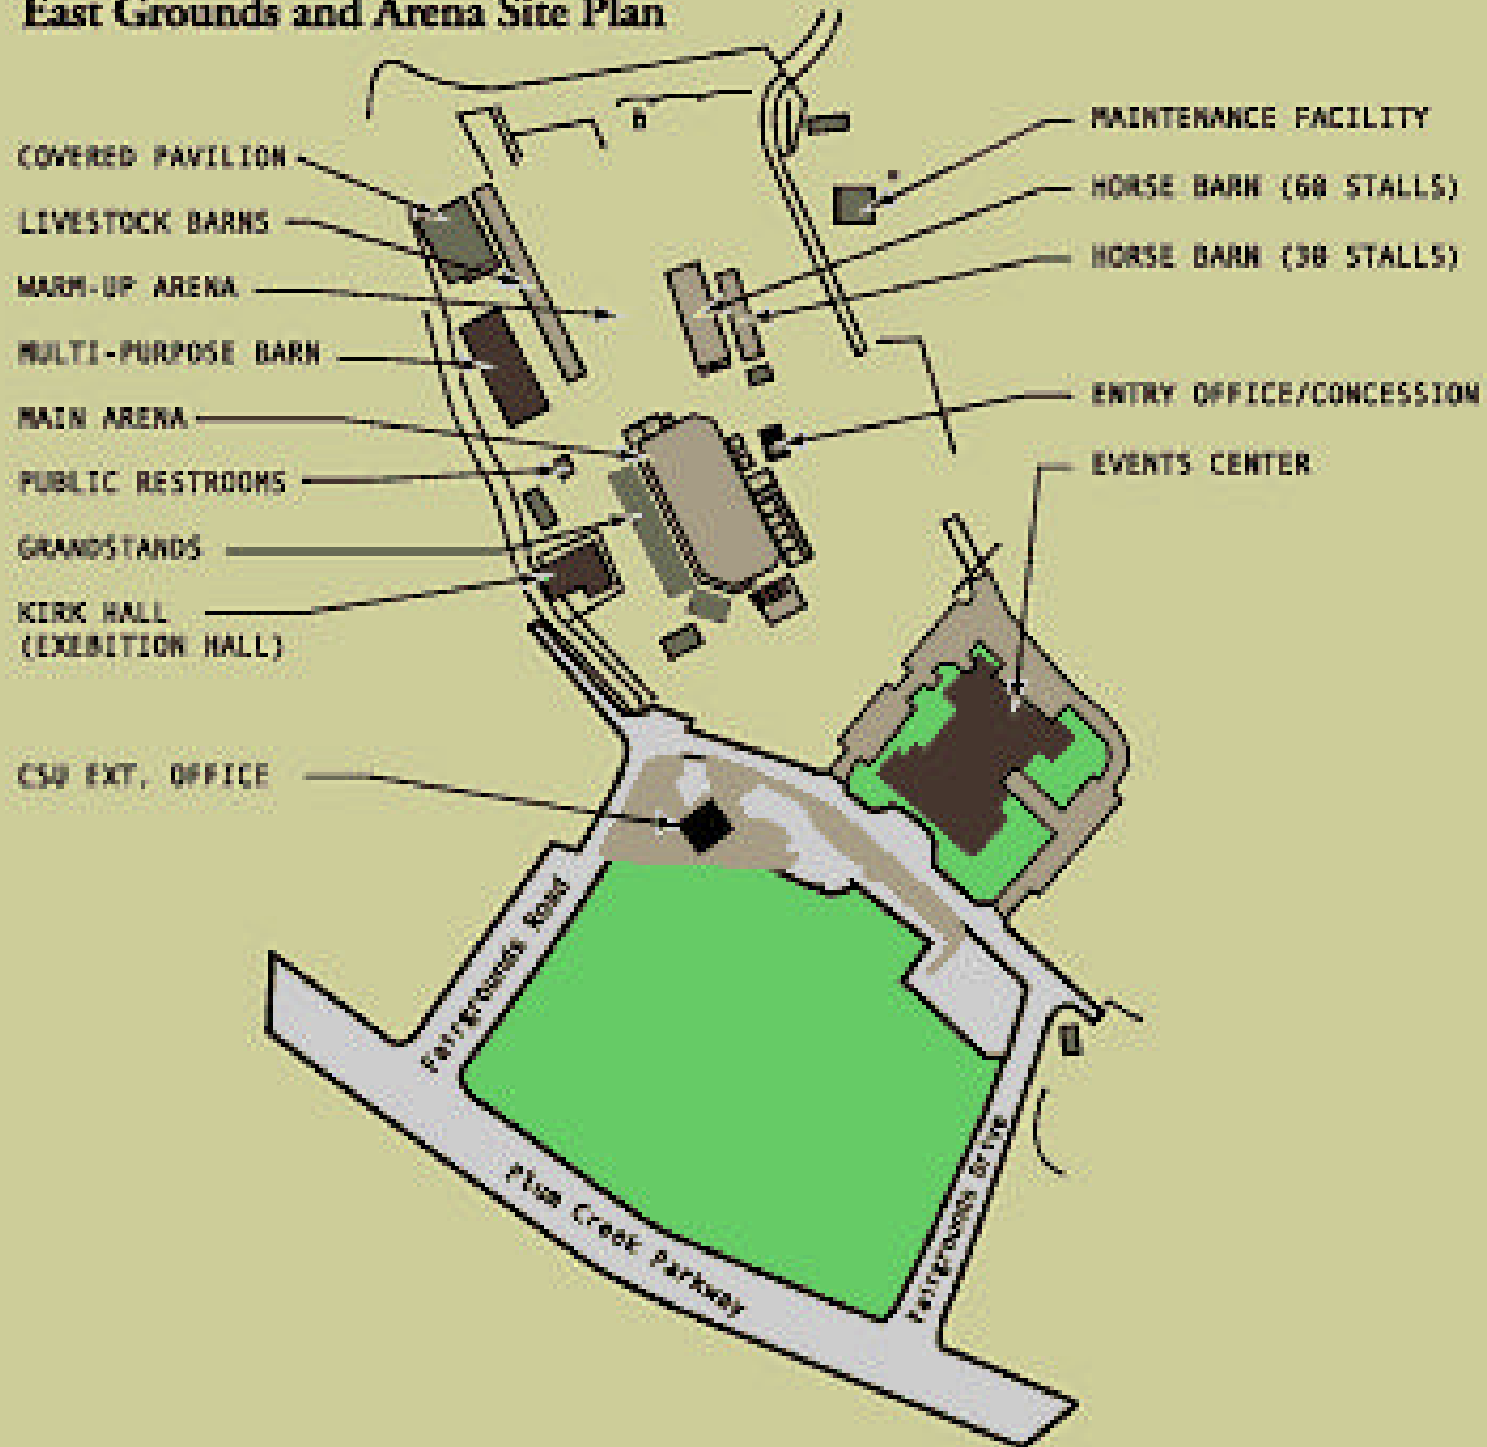 East Grounds and Arena Site Plan
COVERED PAVILION
LIVESTOCK BARNS
WARM-UP ARENA
MULTI-PURPOSE BARN
MAIN ARENA
PUBLIC RESTROOMS
GRANDSTANDS
KIRK HALL
(EXEBITION HALL)
CSU EXT. OFFICE
MAINTENANCE FACILITY
HORSE BARN (60 STALLS)
HORSE BARN (30 STALLS)
ENTRY OFFICE/CONCESSION
EVENTS CENTER
Fairgrounds Road
Plum Creek Parkway
Fairgrounds Drive